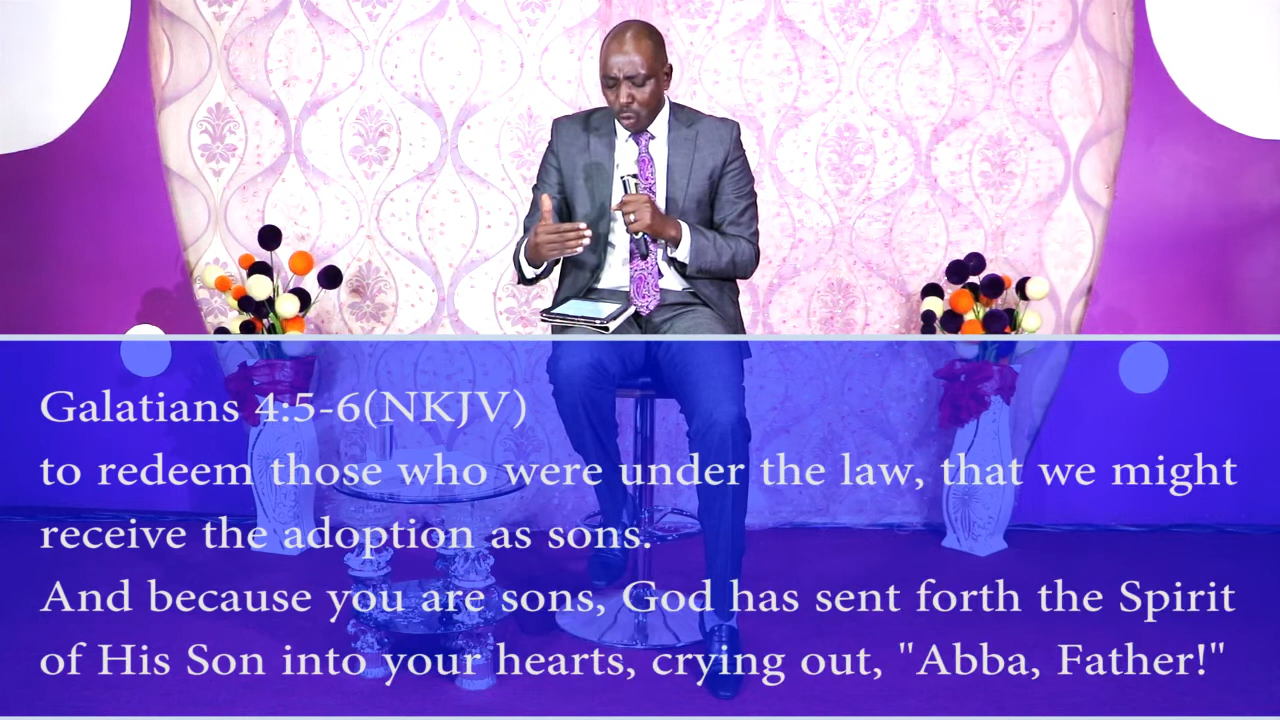 Galatians 4:5-6(NKJV)
to redeem those who were under the law, that we might
receive the adoption as sons.
And because you are sons, God has sent forth the Spirit
of His Son into your hearts, crying out, "Abba, Father!"